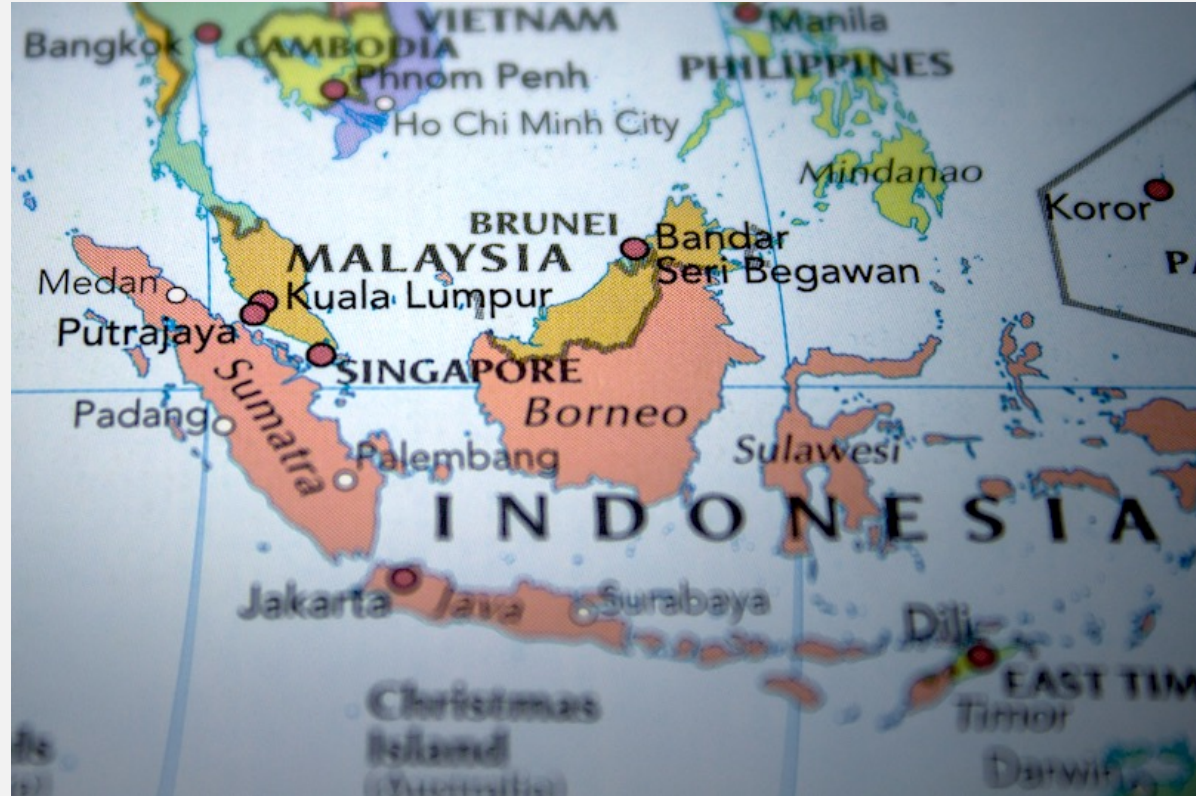 VIETNAM
Manila
Bangkok
CAMBODIA
PHILIPPINES
Phnom Penh
Ho Chi Minh City
Mindanao
Koror
BRUNEI
Bandar
Seri Begawan
MALAYSIA
Medan
Kuala Lumpur
Putrajaya
SINGAPORE
Sumatra
Borneo
Padang
Sulawesi
Palembang
INDONESIA
Jakarta
Java
Surabaya
Dili
EAST TIM
Timor
Christmas
Island
(Australia)
Darwin